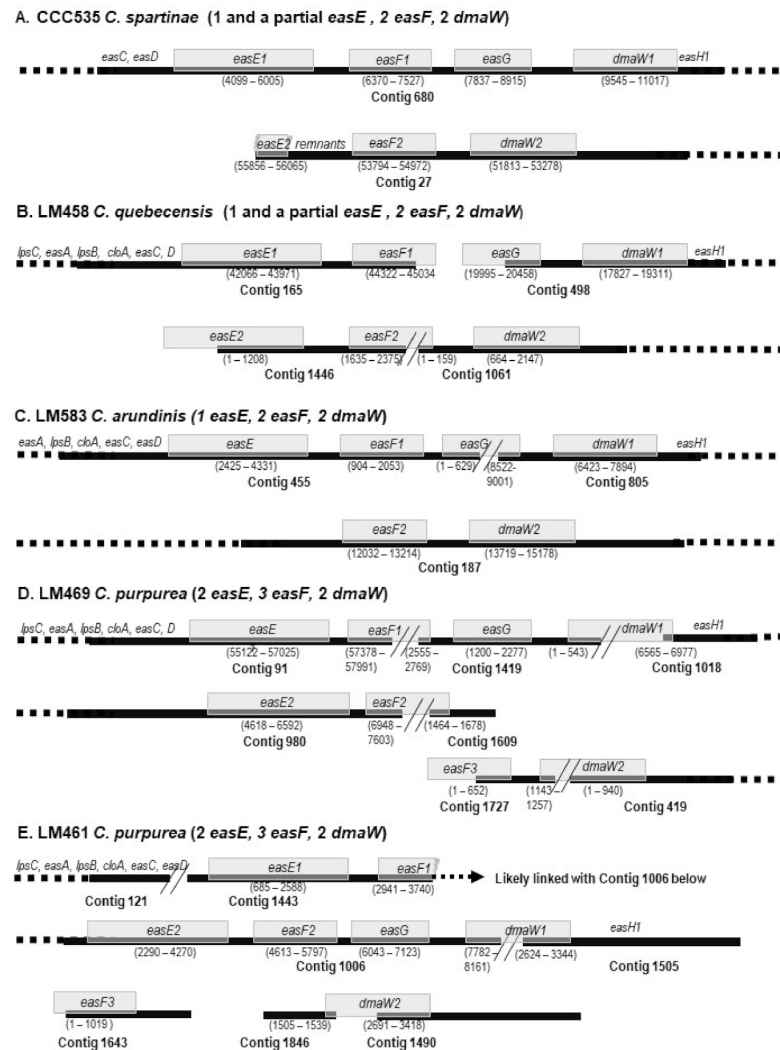 A. CCC535 C. spartinae (1 and a partial easE , 2 easF, 2 dmaW)
easC, easD easE1 easF1 easG dmaW1 easH1
(4099 – 6005) (6370 – 7527) (7837 – 8915) (9545 – 11017)
Contig 680
easE2 remnants easF2 dmaW2
(55856 – 56065) (53794 – 54972) (51813 – 53278)
Contig 27
B. LM458 C. quebecensis (1 and a partial easE , 2 easF, 2 dmaW)
lpsC, easA, lpsB, cloA, easC, D easE1 easF1 easG dmaW1 easH1
(42066 – 43971) (44322 – 45034 (19995 – 20458) (17827 – 19311)
Contig 165 Contig 498
easE2 easF2 dmaW2
(1 – 1208) (1635 – 2375) (1 – 159) (664 – 2147)
Contig 1446 Contig 1061
C. LM583 C. arundinis (1 easE, 2 easF, 2 dmaW)
easA, lpsB, cloA, easC, easD easE easF1 easG dmaW1 easH1
(2425 – 4331) (904 – 2053) (1 – 629) (8522- 9001) (6423 – 7894)
Contig 455 Contig 805
easF2 dmaW2
(12032 – 13214) (13719 – 15178)
Contig 187
D. LM469 C. purpurea (2 easE, 3 easF, 2 dmaW)
lpsC, easA, lpsB, cloA, easC, D easE easF1 easG dmaW1 easH1
(55122 – 57025) (57378 – 57991) (2555 – 2769) (1200 – 2277) (1 – 543) (6565 – 6977)
Contig 91 Contig 1419 Contig 1018
easE2 easF2
(4618 – 6592) (6948 – 7603) (1464 – 1678)
Contig 980 Contig 1609
easF3 dmaW2
(1 – 652) (1143 – 1257) (1 – 940)
Contig 1727 Contig 419
E. LM461 C. purpurea (2 easE, 3 easF, 2 dmaW)
lpsC, easA, lpsB, cloA, easC, easD easE1 easF1
(685 – 2588) (2941 – 3740) Likely linked with Contig 1006 below
Contig 121 Contig 1443
easE2 easF2 easG dmaW1 easH1
(2290 – 4270) (4613 – 5797) (6043 – 7123) (7782 – 8161) (2624 – 3344)
Contig 1006 Contig 1505
easF3 dmaW2
(1 – 1019 ) (1505 – 1539) (2691 – 3418)
Contig 1643 Contig 1846 Contig 1490